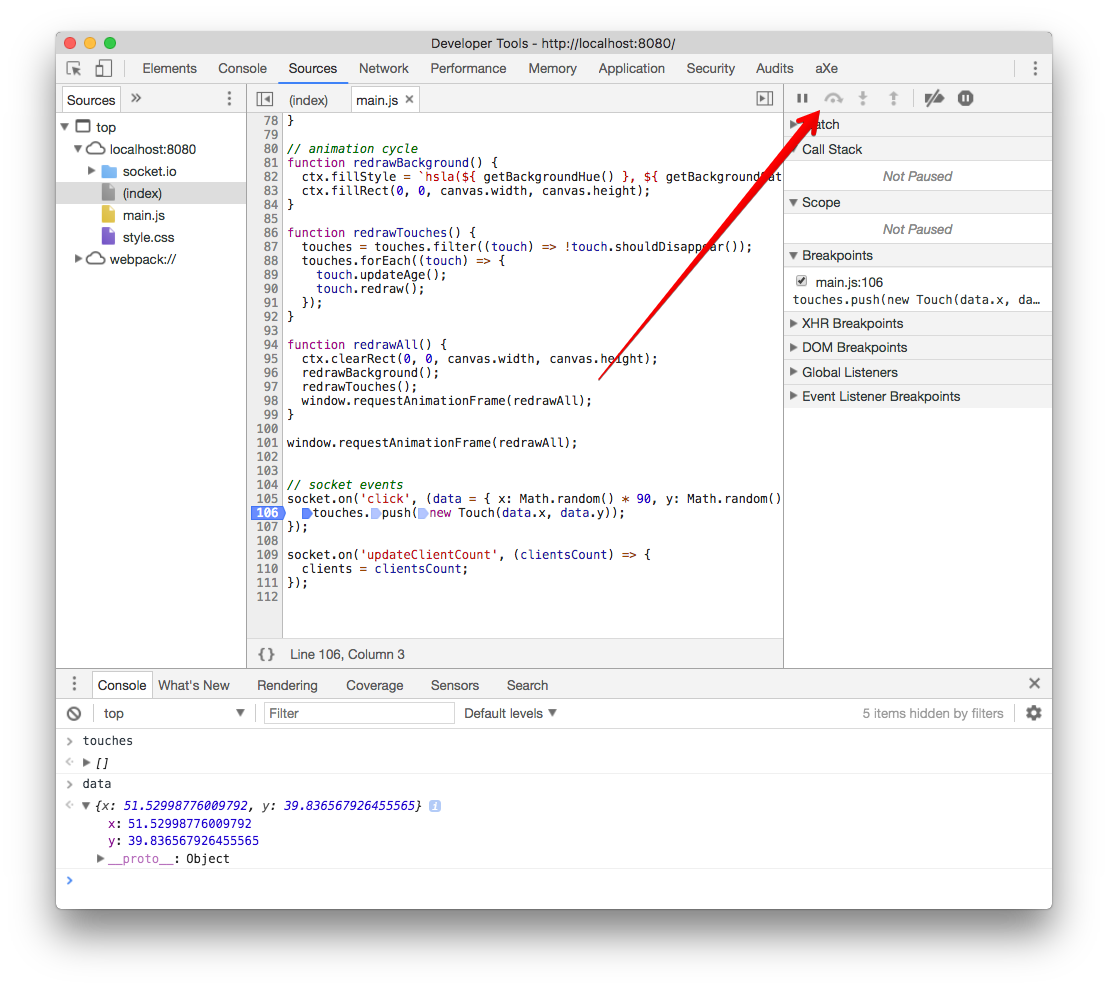 Developer Tools - http://localhost:8080/
Elements Console Sources Network Performance Memory Application Security Audits aXe
Sources »
top
localhost:8080
socket.io
(index)
main.js
style.css
webpack://
(index) main.js ×
78 }
79
80 // animation cycle
81 function redrawBackground() {
82 ctx.fillStyle = `hsla(${ getBackgroundHue() }, ${
83 ctx.fillRect(0, 0, canvas.width, canvas.height);
84 }
85
86 function redrawTouches() {
87 touches = touches.filter((touch) => !touch.shouldDisappear());
88 touches.forEach((touch) => {
89 touch.updateAge();
90 touch.redraw();
91 });
92 }
93
94 function redrawAll() {
95 ctx.clearRect(0, 0, canvas.width, canvas.height);
96 redrawBackground();
97 redrawTouches();
98 window.requestAnimationFrame(redrawAll);
99 }
100
101 window.requestAnimationFrame(redrawAll);
102
103
104 // socket events
105 socket.on('click', (data = { x: Math.random() * 90, y: Math.random()
106 touches.push(new Touch(data.x, data.y));
107 });
108
109 socket.on('updateClientCount', (clientsCount) => {
110 clients = clientsCount;
111 });
112
{} Line 106, Column 3
Call Stack
Not Paused
Scope
Not Paused
Breakpoints
main.js:106
touches.push(new Touch(data.x, da…
XHR Breakpoints
DOM Breakpoints
Global Listeners
Event Listener Breakpoints
Console What's New Rendering Coverage Sensors Search
top Filter Default levels 5 items hidden by filters
> touches
[]
> data
{x: 51.52998776009792, y: 39.836567926455565} i
x: 51.52998776009792
y: 39.836567926455565
__proto__: Object
>